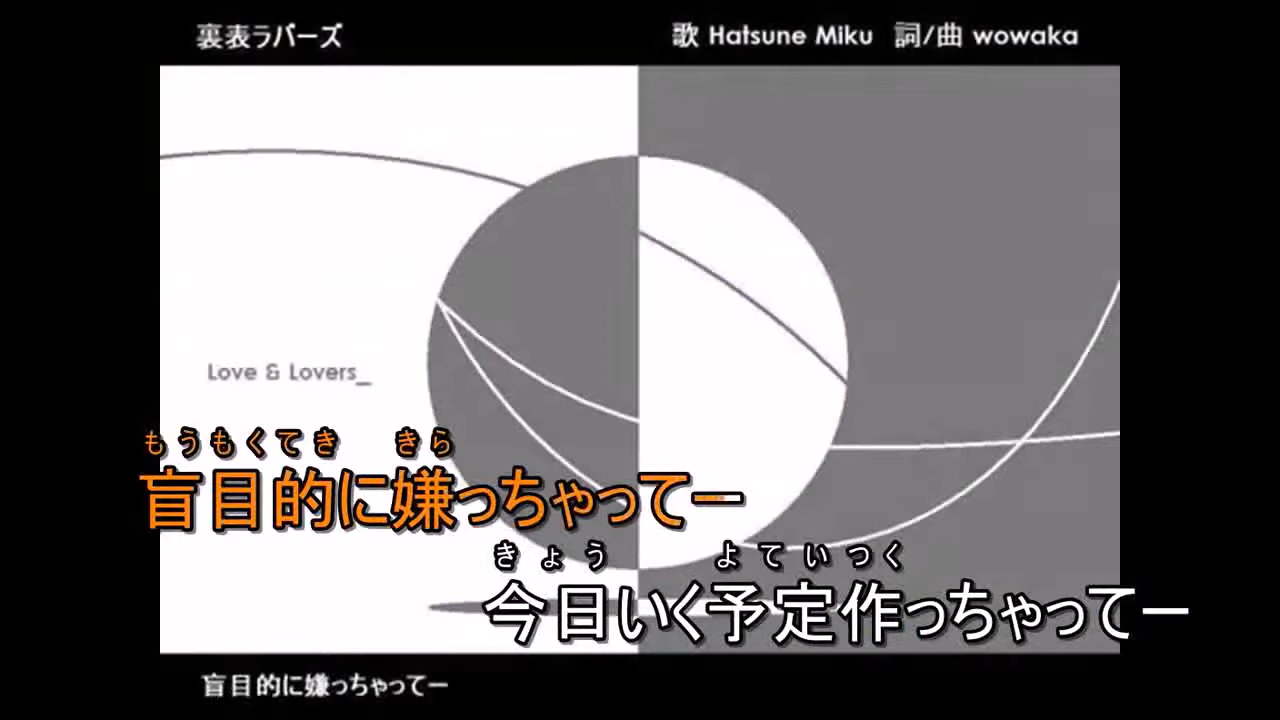 裏表ラバーズ
歌 Hatsune Miku 詞/曲 wowaka
Love & Lovers_
もうもくてき きら
盲目的に嫌っちゃってー
きょう よていつく
今日いく予定作っちゃってー
盲目的に嫌っちゃってー